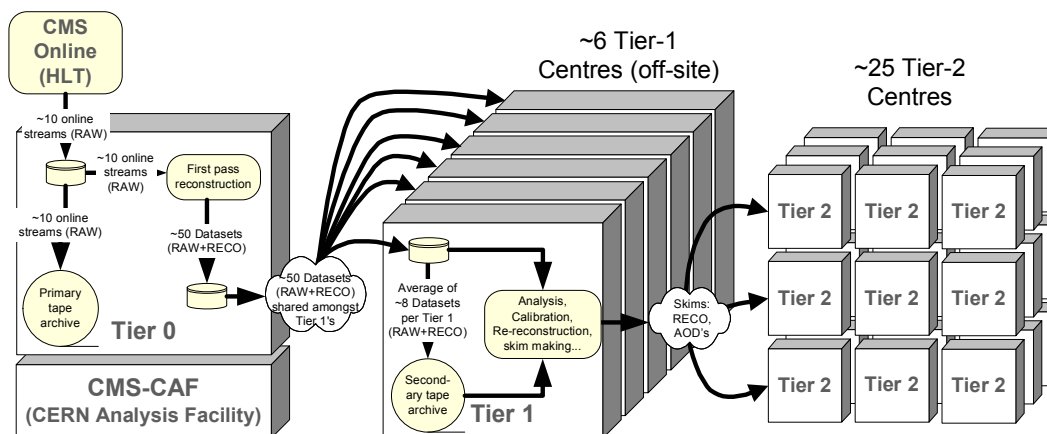 CMS
Online
(HLT)
~10 online
streams (RAW)
~10 online
streams
(RAW)
First pass
reconstruction
~10 online
streams (RAW)
~50 Datasets
(RAW+RECO)
Primary
tape
archive
Tier 0
CMS-CAF
(CERN Analysis Facility)
~50 Datasets
(RAW+RECO)
shared amongst
Tier 1's
~6 Tier-1
Centres (off-site)
Average of
~8 Datasets
per Tier 1
(RAW+RECO)
Analysis,
Calibration,
Re-reconstruction,
skim making...
Second-
ary tape
archive
Tier 1
Skims:
RECO,
AOD's
~25 Tier-2
Centres
Tier 2 Tier 2 Tier 2
Tier 2 Tier 2 Tier 2
Tier 2 Tier 2 Tier 2